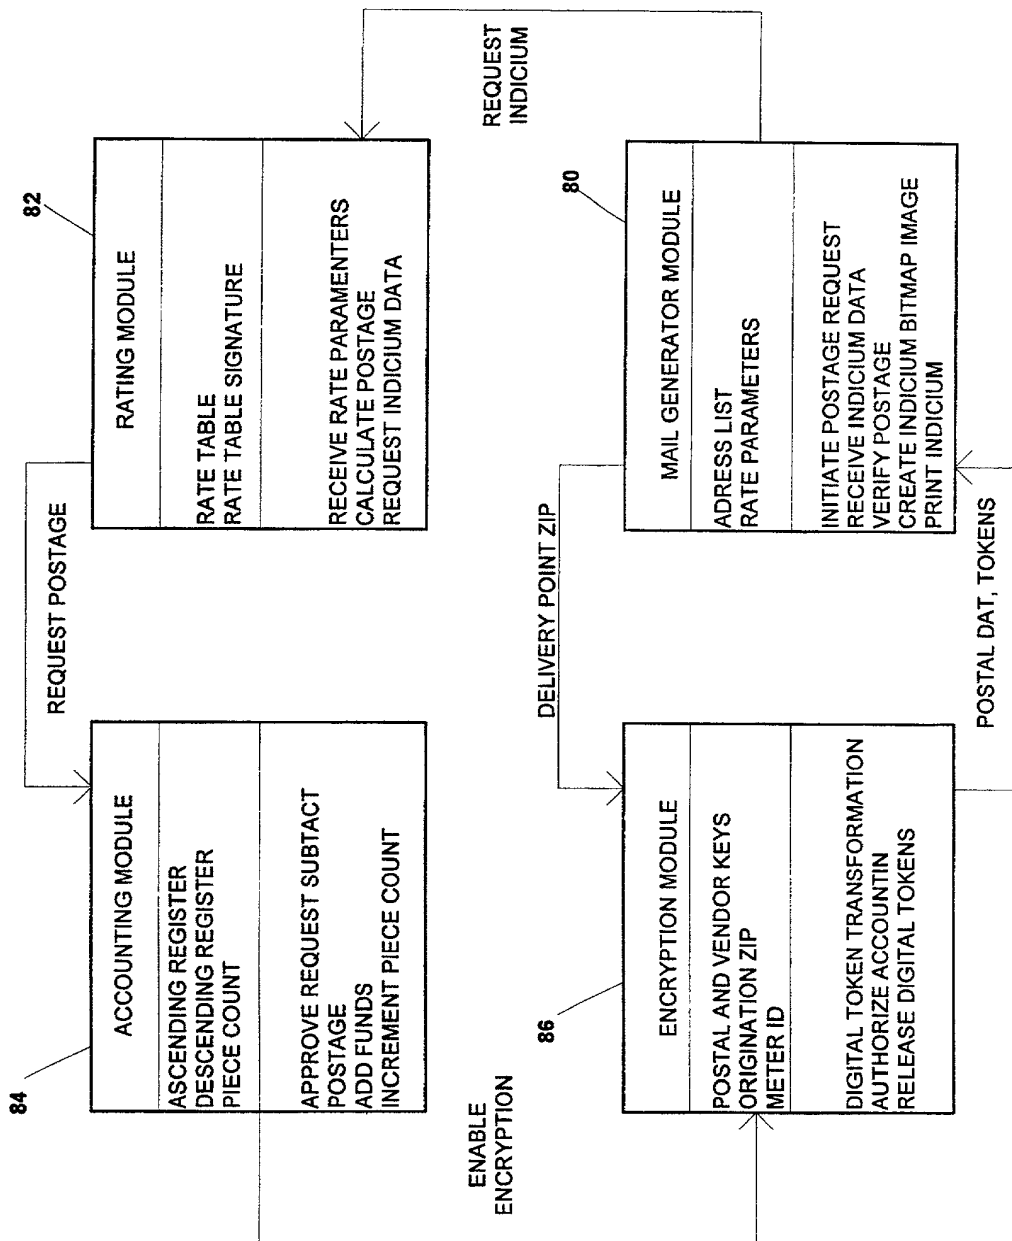 84
ACCOUNTING MODULE
ASCENDING REGISTER
DESCENDING REGISTER
PIECE COUNT
APPROVE REQUEST SUBTACT
POSTAGE
ADD FUNDS
INCREMENT PIECE COUNT
REQUEST POSTAGE
82
RATING MODULE
RATE TABLE
RATE TABLE SIGNATURE
RECEIVE RATE PARAMENTERS
CALCULATE POSTAGE
REQUEST INDICIUM DATA
ENABLE
ENCRYPTION
REQUEST
INDICIUM
86
ENCRYPTION MODULE
POSTAL AND VENDOR KEYS
ORIGINATION ZIP
METER ID
DIGITAL TOKEN TRANSFORMATION
AUTHORIZE ACCOUNTIN
RELEASE DIGITAL TOKENS
DELIVERY POINT ZIP
80
MAIL GENERATOR MODULE
ADRESS LIST
RATE PARAMETERS
INITIATE POSTAGE REQUEST
RECEIVE INDICIUM DATA
VERIFY POSTAGE
CREATE INDICIUM BITMAP IMAGE
PRINT INDICIUM
POSTAL DAT, TOKENS